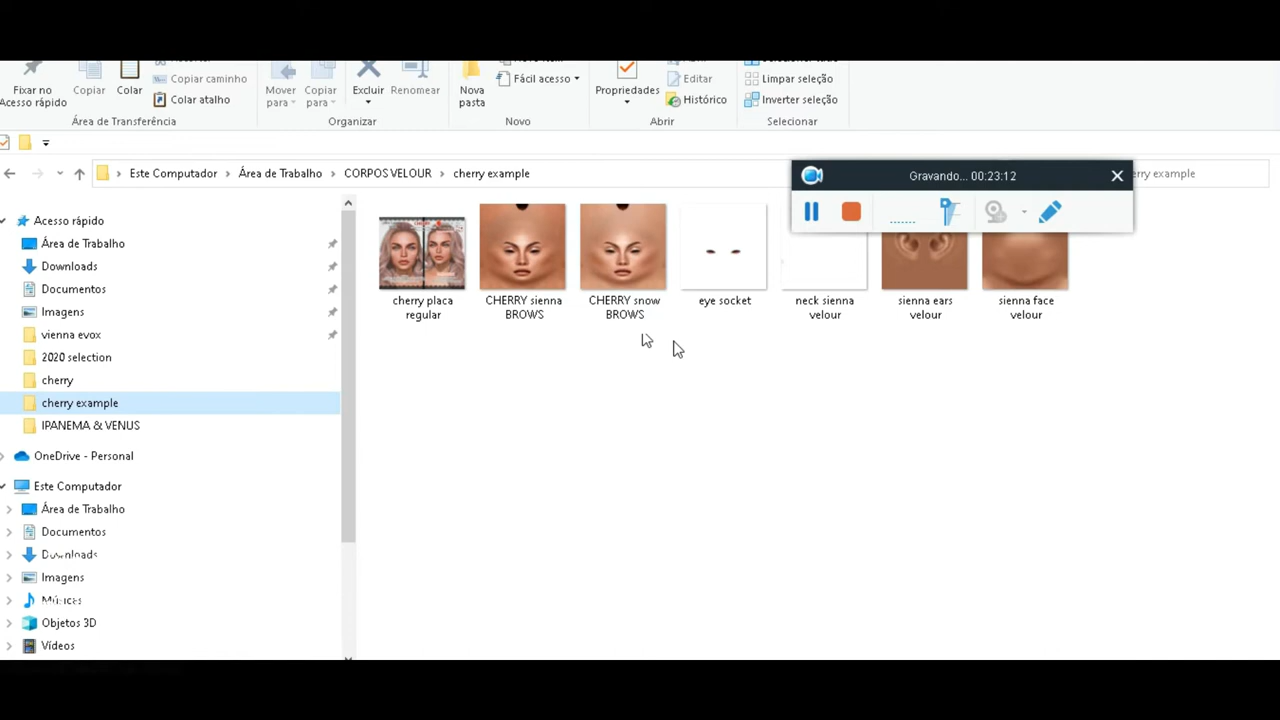 Fixar no
Acesso rápido
Copiar
Colar
Copiar caminho
Colar atalho
Área de Transferência
Mover
para
Copiar
para
Excluir
Renomear
Organizar
Nova
pasta
Fácil acesso
Novo
Propriedades
Editar
Histórico
Abrir
Limpar seleção
Inverter seleção
Selecionar
Este Computador
Área de Trabalho
CORPOS VELOUR
cherry example
Gravando... 00:23:12
erry example
Acesso rápido
Área de Trabalho
Downloads
Documentos
Imagens
vienna evox
2020 selection
cherry
cherry example
IPANEMA & VENUS
OneDrive - Personal
Este Computador
Área de Trabalho
Documentos
Downloads
Imagens
Músicas
Objetos 3D
Vídeos
cherry placa
regular
CHERRY sienna
BROWS
CHERRY snow
BROWS
eye socket
neck sienna
velour
sienna ears
velour
sienna face
velour